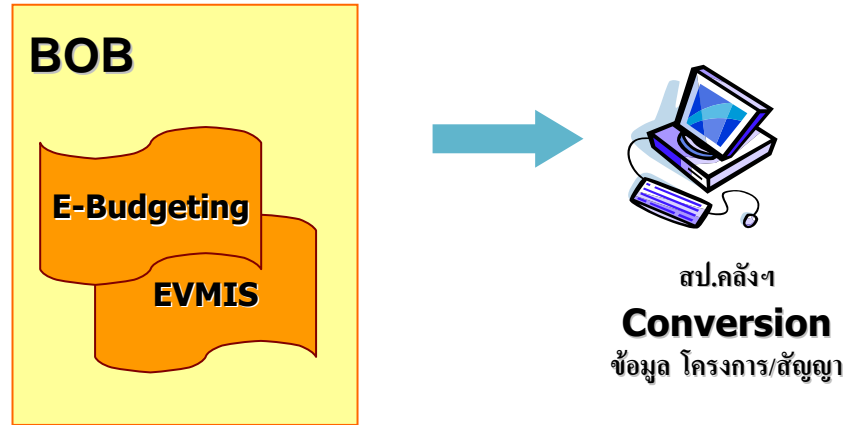 BOB
E-Budgeting
EVMIS
สป.คลังฯ
Conversion
ข้อมูล โครงการ/สัญญา